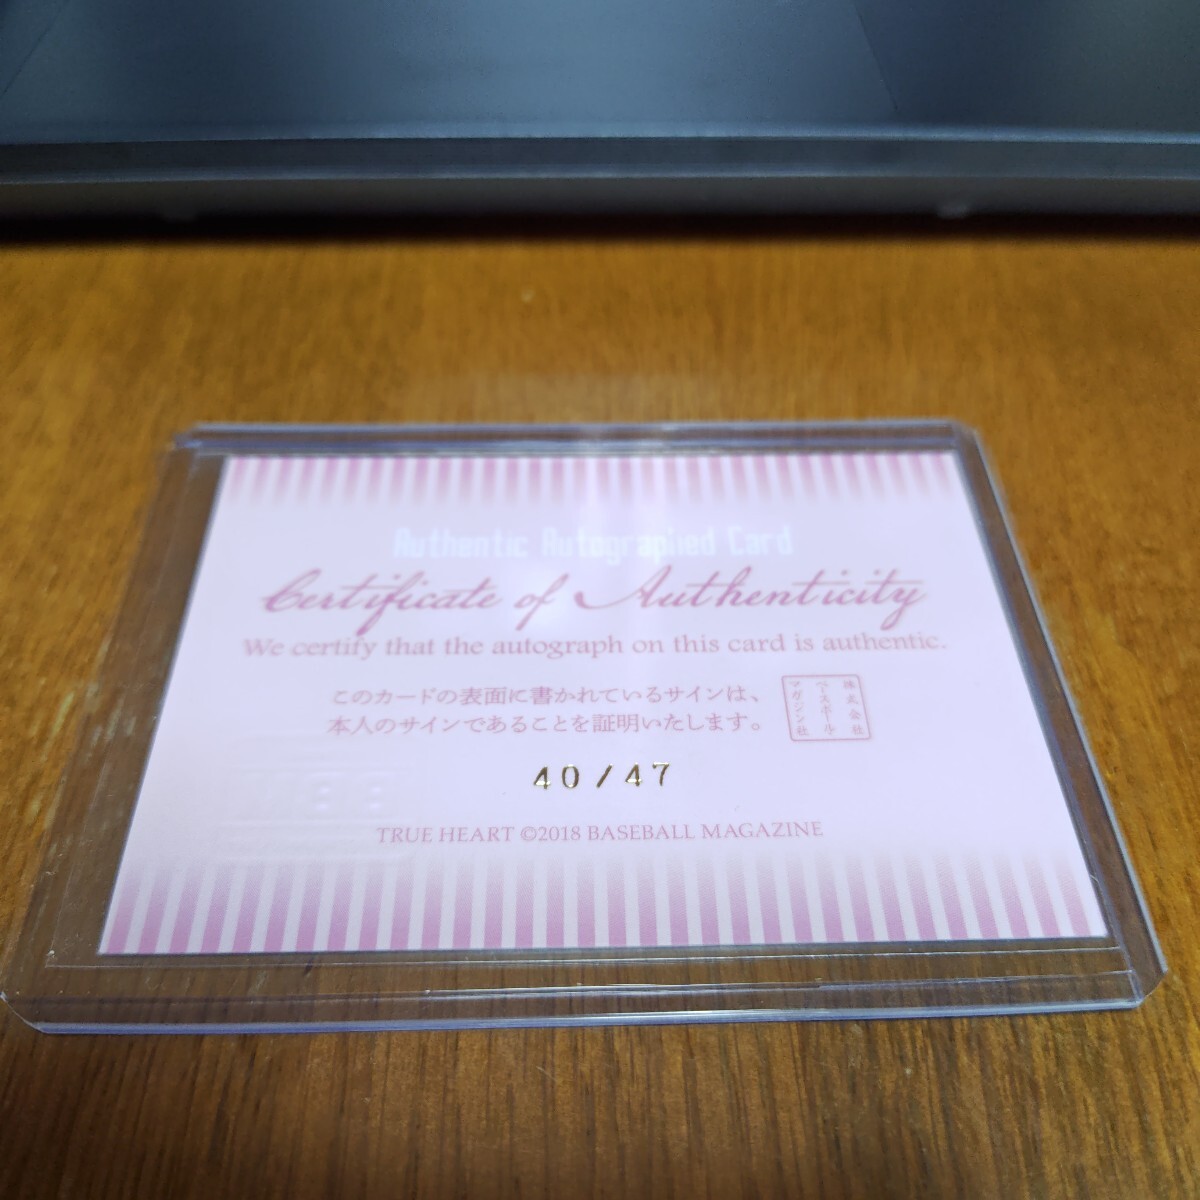 Authentic Autographed Card
Certificate of Authenticity
We certify that the autograph on this card is authentic.
このカードの表面に書かれているサインは、
本人のサインであることを証明いたします。
株式会社
ベースボール
マガジン社
40/47
TRUE HEART ©2018 BASEBALL MAGAZINE